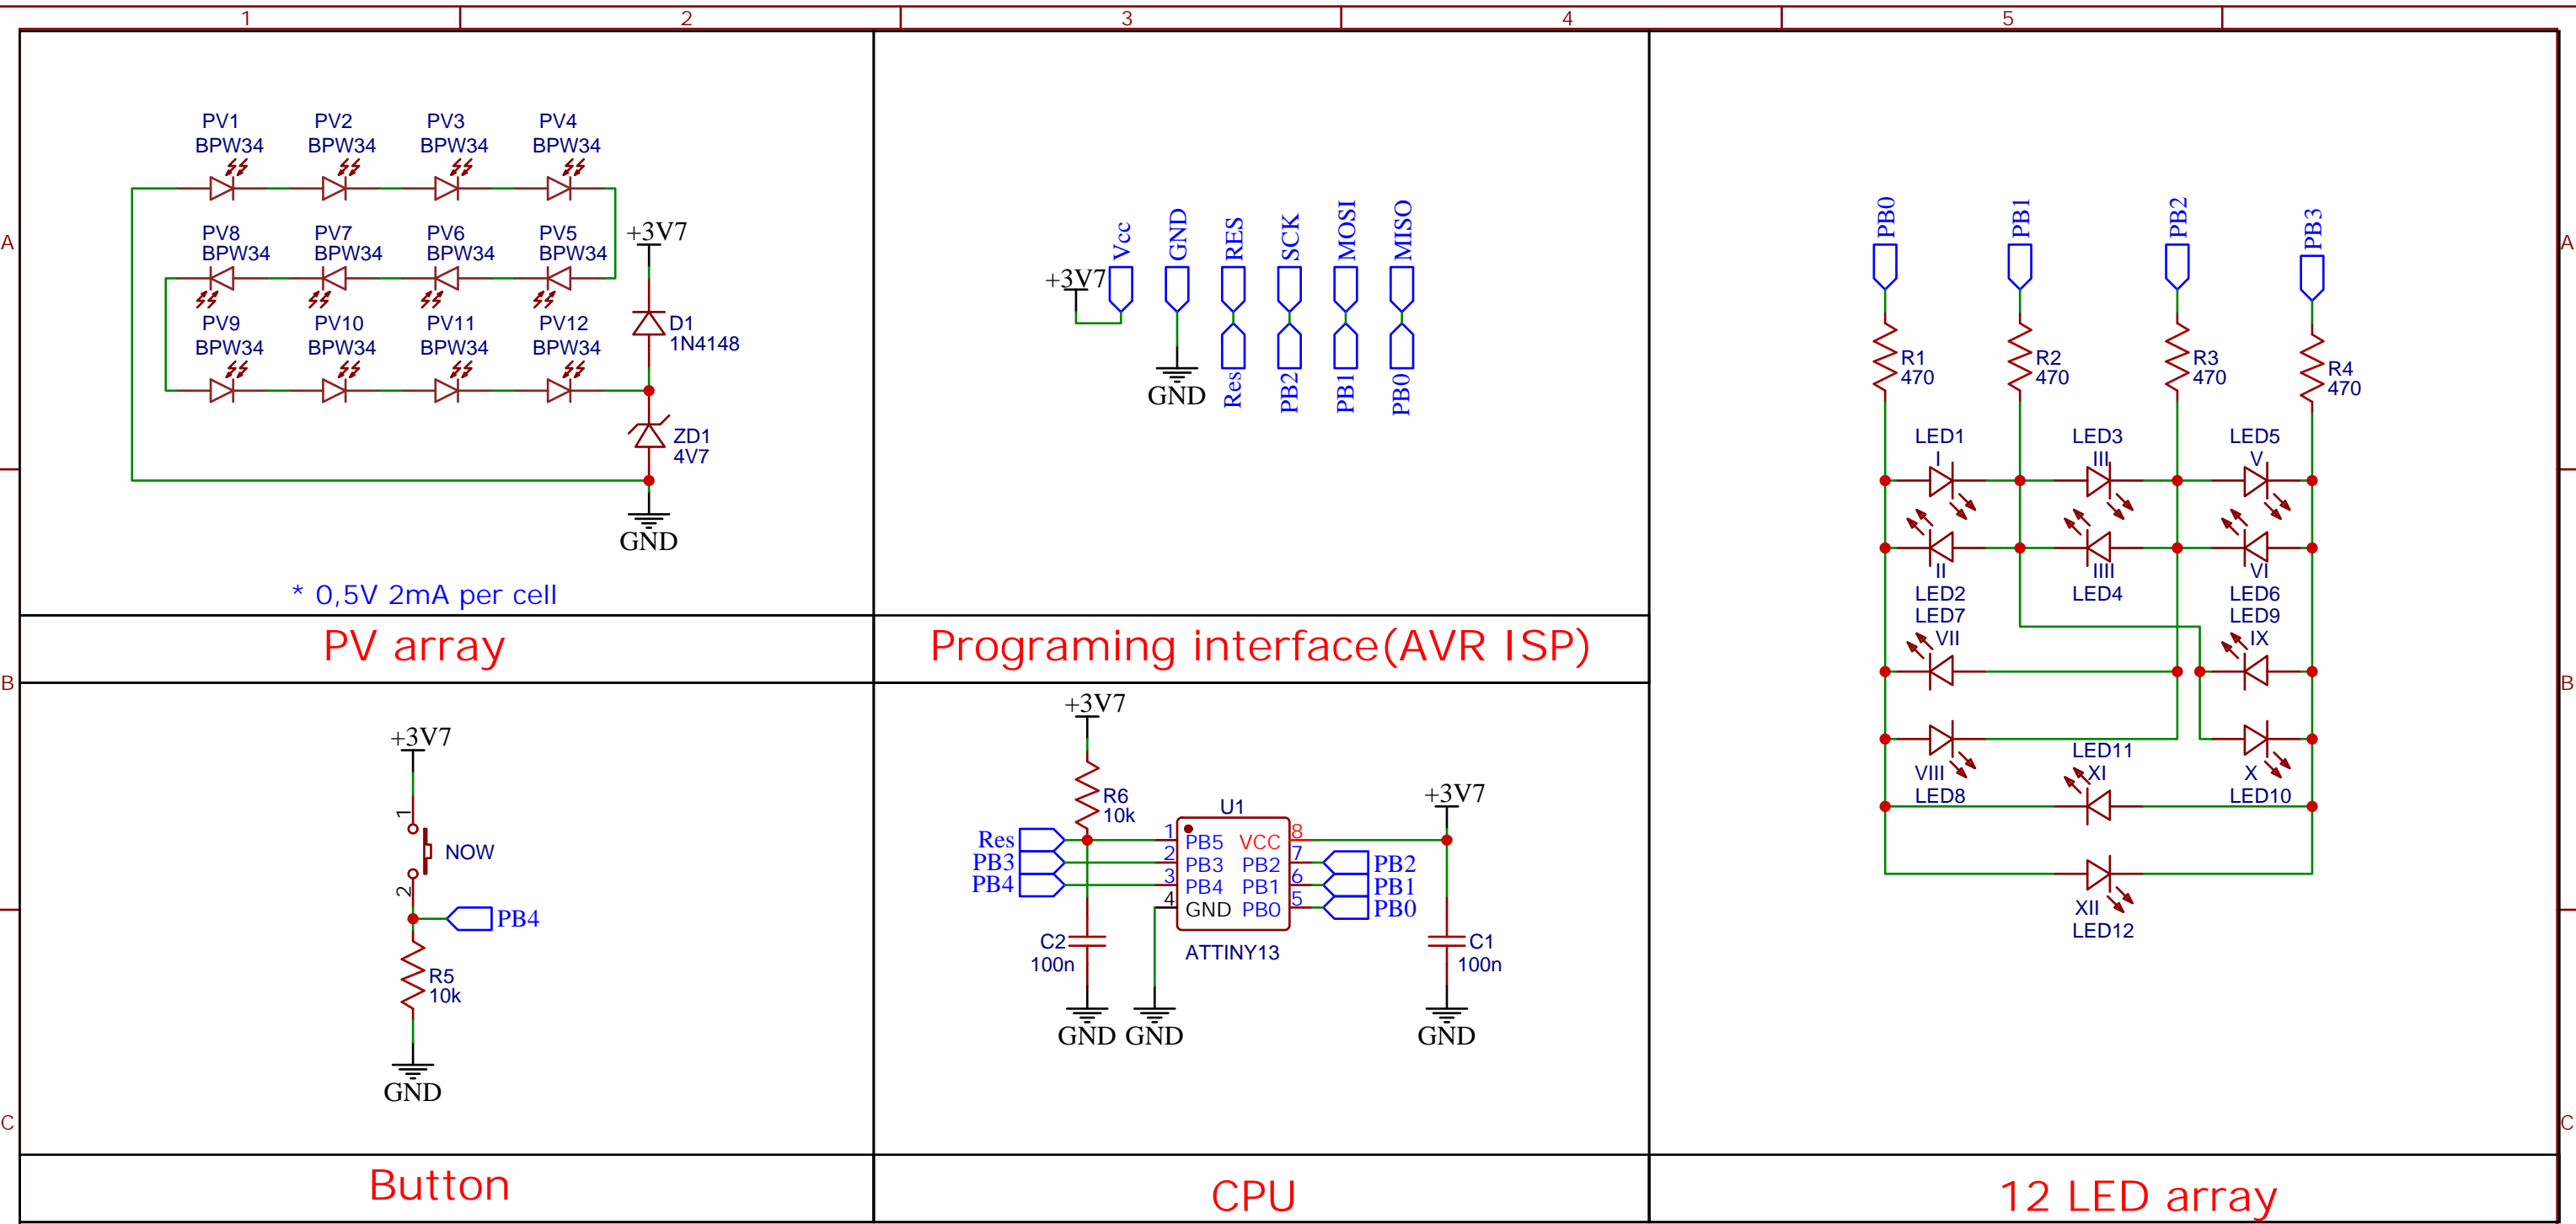 1 2 3 4 5
A A
B B
C C
PV1 PV2 PV3 PV4
BPW34 BPW34 BPW34 BPW34
PV8 PV7 PV6 PV5
BPW34 BPW34 BPW34 BPW34
+3V7
PV9 PV10 PV11 PV12
BPW34 BPW34 BPW34 BPW34
D1
1N4148
ZD1
4V7
GND
* 0,5V 2mA per cell
PV array
+3V7
Vcc GND RES SCK MOSI MISO
GND
Res PB2 PB1 PB0
Programing interface(AVR ISP)
+3V7
1
NOW
2
PB4
R5
10k
GND
Button
+3V7
R6
10k
U1
+3V7
Res 1 PB5 VCC 8
PB3 2 PB3 PB2 7 PB2
PB4 3 PB4 PB1 6 PB1
4 GND PB0 5 PB0
C2
100n
ATTINY13
C1
100n
GND GND GND
CPU
PB0 PB1 PB2 PB3
R1
470
R2
470
R3
470
R4
470
LED1 LED3 LED5
I III V
II IIII VI
LED2 LED4 LED6
LED7 LED9
VII IX
LED11
VIII XI X
LED8 LED10
XII
LED12
12 LED array